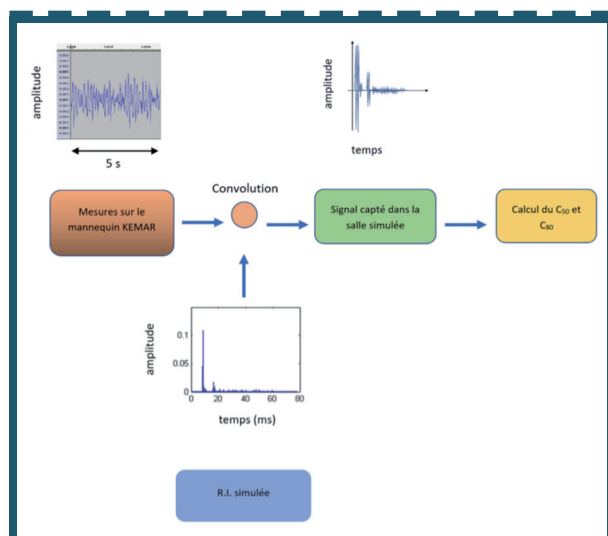 amplitude
5 s
amplitude
temps
Mesures sur le
mannequin KEMAR
Convolution
Signal capté dans la
salle simulée
Calcul du C₅₀ et
C₈₀
amplitude
0.1
0.05
0
0 20 40 60 80
temps (ms)
R.I. simulée